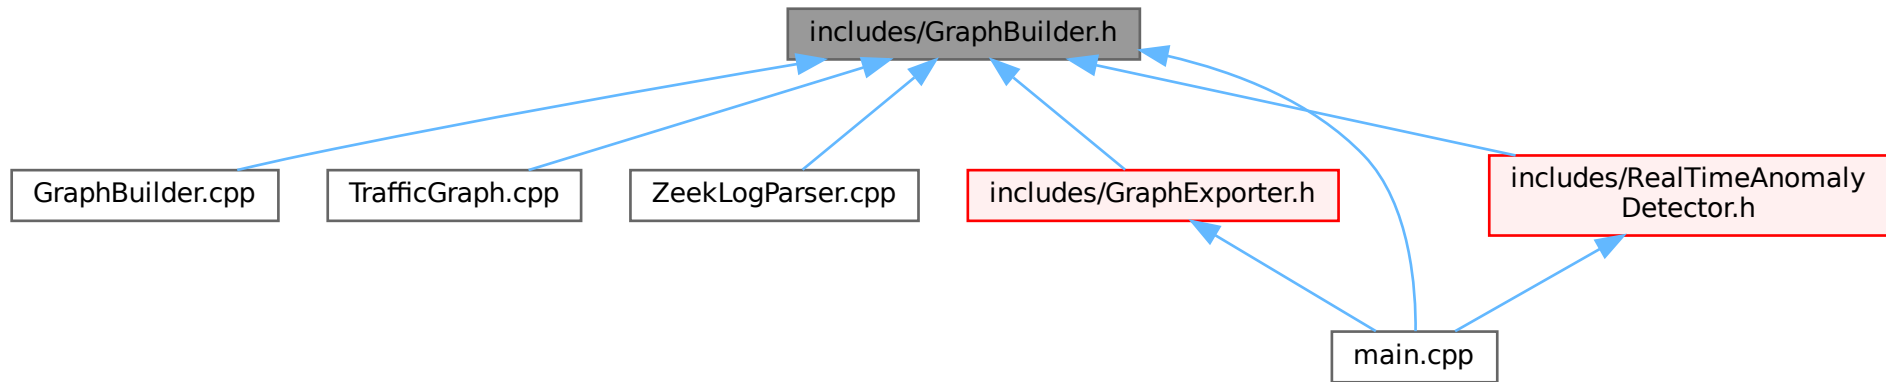 includes/GraphBuilder.h
GraphBuilder.cpp
TrafficGraph.cpp
ZeekLogParser.cpp
includes/GraphExporter.h
includes/RealTimeAnomaly
Detector.h
main.cpp